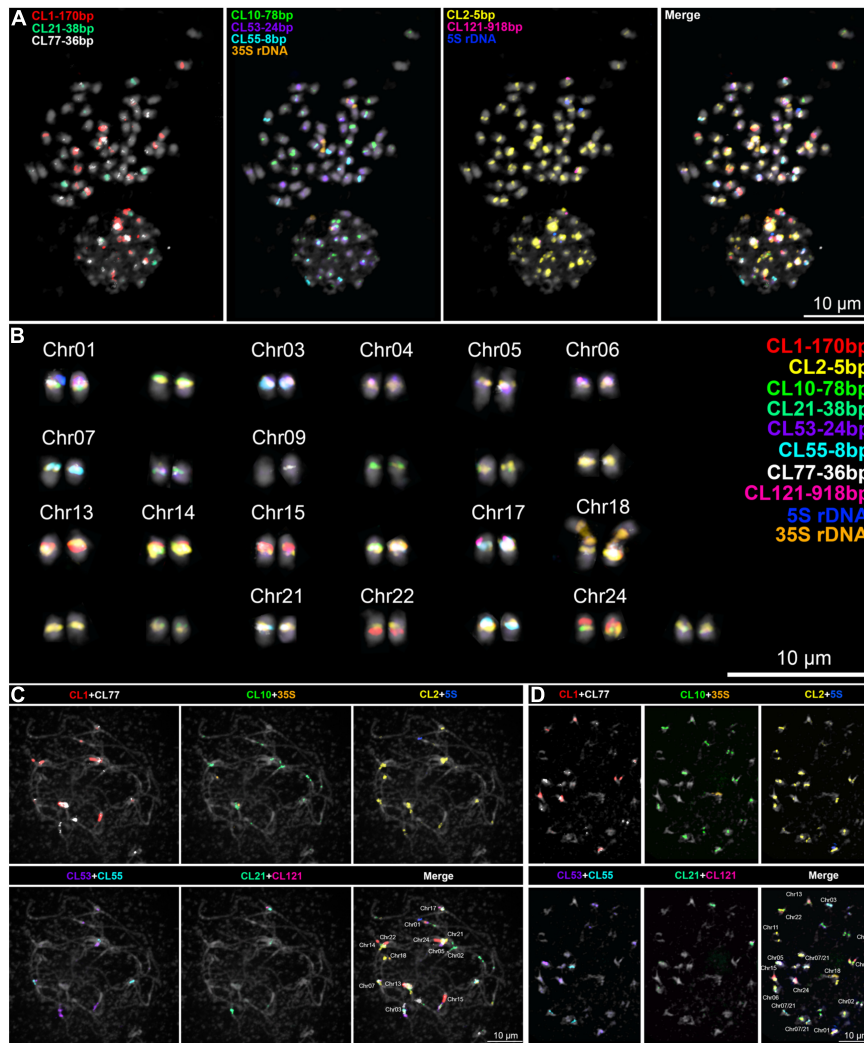 A
CL1-170bp
CL21-38bp
CL77-36bp
CL10-78bp
CL53-24bp
CL55-8bp
35S rDNA
CL2-5bp
CL121-918bp
5S rDNA
Merge
10 µm
B
Chr01
Chr03
Chr04
Chr05
Chr06
Chr07
Chr09
Chr13
Chr14
Chr15
Chr17
Chr18
Chr21
Chr22
Chr24
CL1-170bp
CL2-5bp
CL10-78bp
CL21-38bp
CL53-24bp
CL55-8bp
CL77-36bp
CL121-918bp
5S rDNA
35S rDNA
10 µm
C
CL1+CL77
CL10+35S
CL2+5S
CL53+CL55
CL21+CL121
Merge
Chr17
Chr01
Chr22
Chr14
Chr24
Chr21
Chr05
Chr02
Chr18
Chr07
Chr13
Chr15
Chr03
10 µm
D
CL1+CL77
CL10+35S
CL2+5S
CL53+CL55
CL21+CL121
Merge
Chr13
Chr03
Chr22
Chr11
Chr05
Chr07/21
Chr15
Chr18
Chr24
Chr06
Chr02
Chr07/21
Chr07/21
Chr01
10 µm